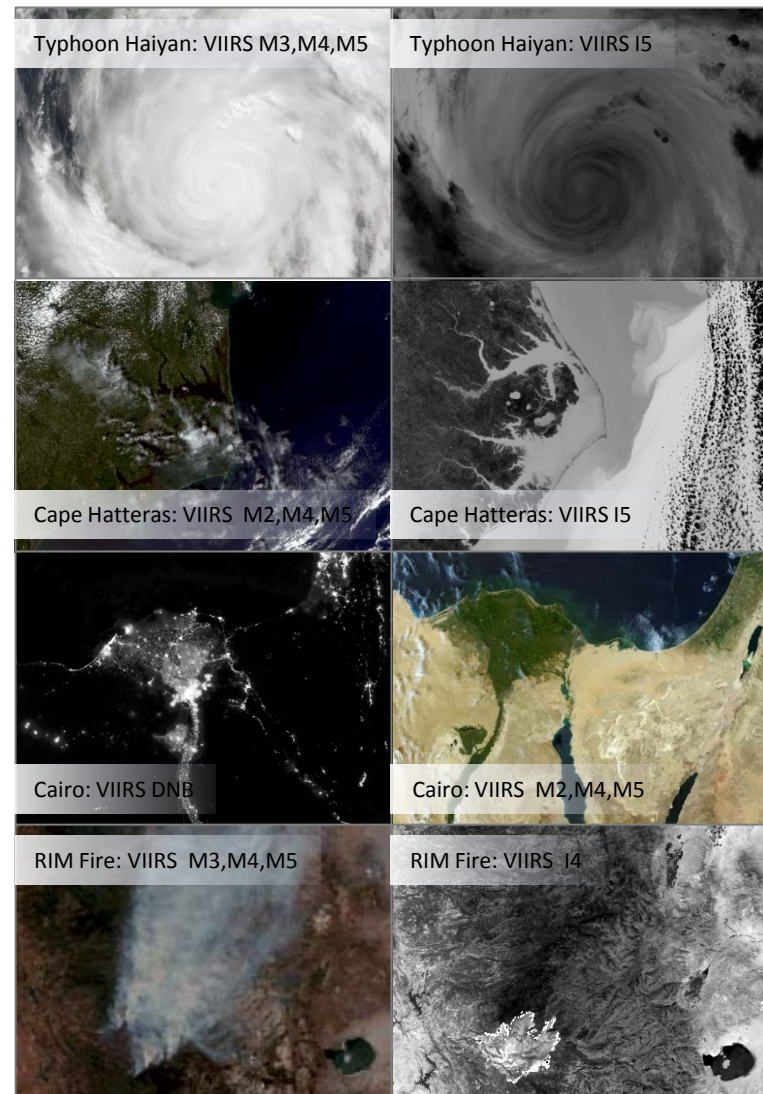 Typhoon Haiyan: VIIRS M3,M4,M5
Typhoon Haiyan: VIIRS I5
Cape Hatteras: VIIRS M2,M4,M5
Cape Hatteras: VIIRS I5
Cairo: VIIRS DNB
Cairo: VIIRS M2,M4,M5
RIM Fire: VIIRS M3,M4,M5
RIM Fire: VIIRS I4